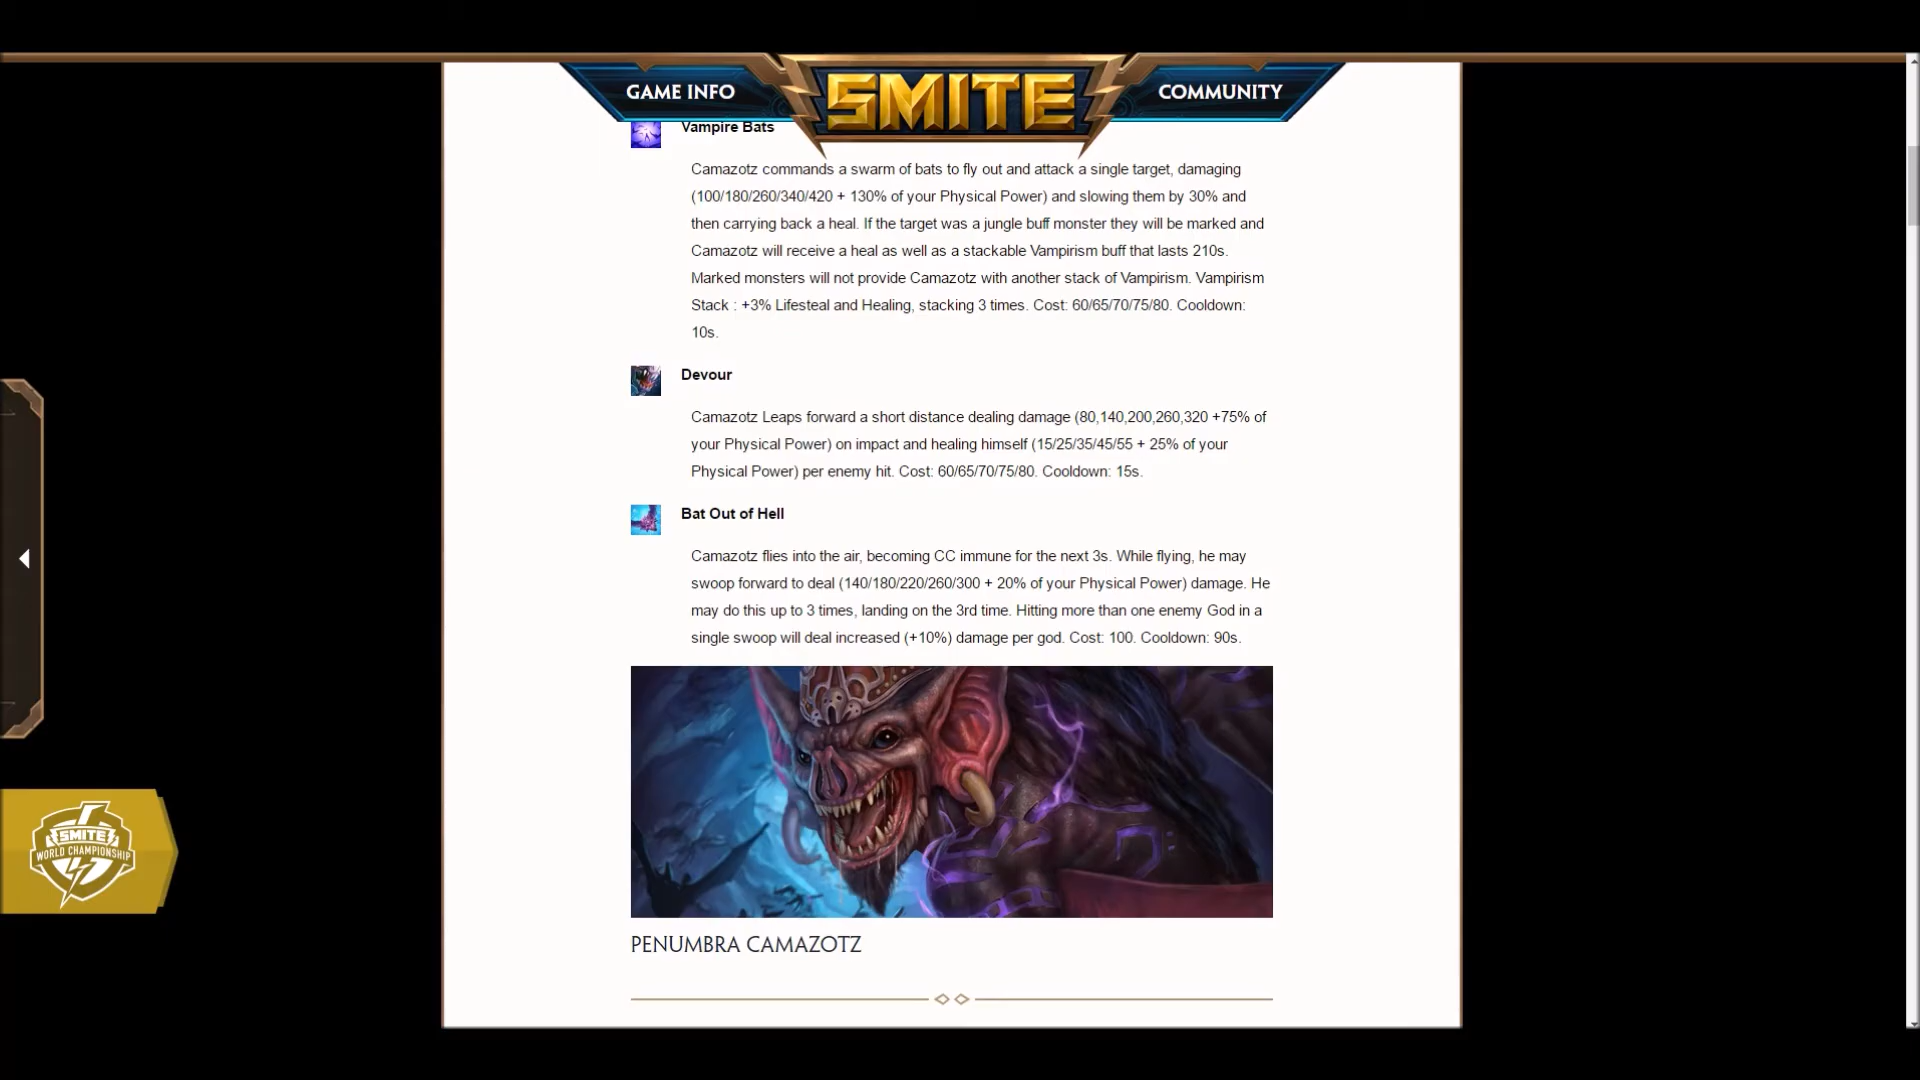 GAME INFO
SMITE
COMMUNITY
Vampire Bats
Camazotz commands a swarm of bats to fly out and attack a single target, damaging
(100/180/260/340/420 + 130% of your Physical Power) and slowing them by 30% and
then carrying back a heal. If the target was a jungle buff monster they will be marked and
Camazotz will receive a heal as well as a stackable Vampirism buff that lasts 210s.
Marked monsters will not provide Camazotz with another stack of Vampirism. Vampirism
Stack : +3% Lifesteal and Healing, stacking 3 times. Cost: 60/65/70/75/80. Cooldown:
10s.
Devour
Camazotz Leaps forward a short distance dealing damage (80,140,200,260,320 +75% of
your Physical Power) on impact and healing himself (15/25/35/45/55 + 25% of your
Physical Power) per enemy hit. Cost: 60/65/70/75/80. Cooldown: 15s.
Bat Out of Hell
Camazotz flies into the air, becoming CC immune for the next 3s. While flying, he may
swoop forward to deal (140/180/220/260/300 + 20% of your Physical Power) damage. He
may do this up to 3 times, landing on the 3rd time. Hitting more than one enemy God in a
single swoop will deal increased (+10%) damage per god. Cost: 100. Cooldown: 90s.
SMITE
WORLD CHAMPIONSHIP
PENUMBRA CAMAZOTZ